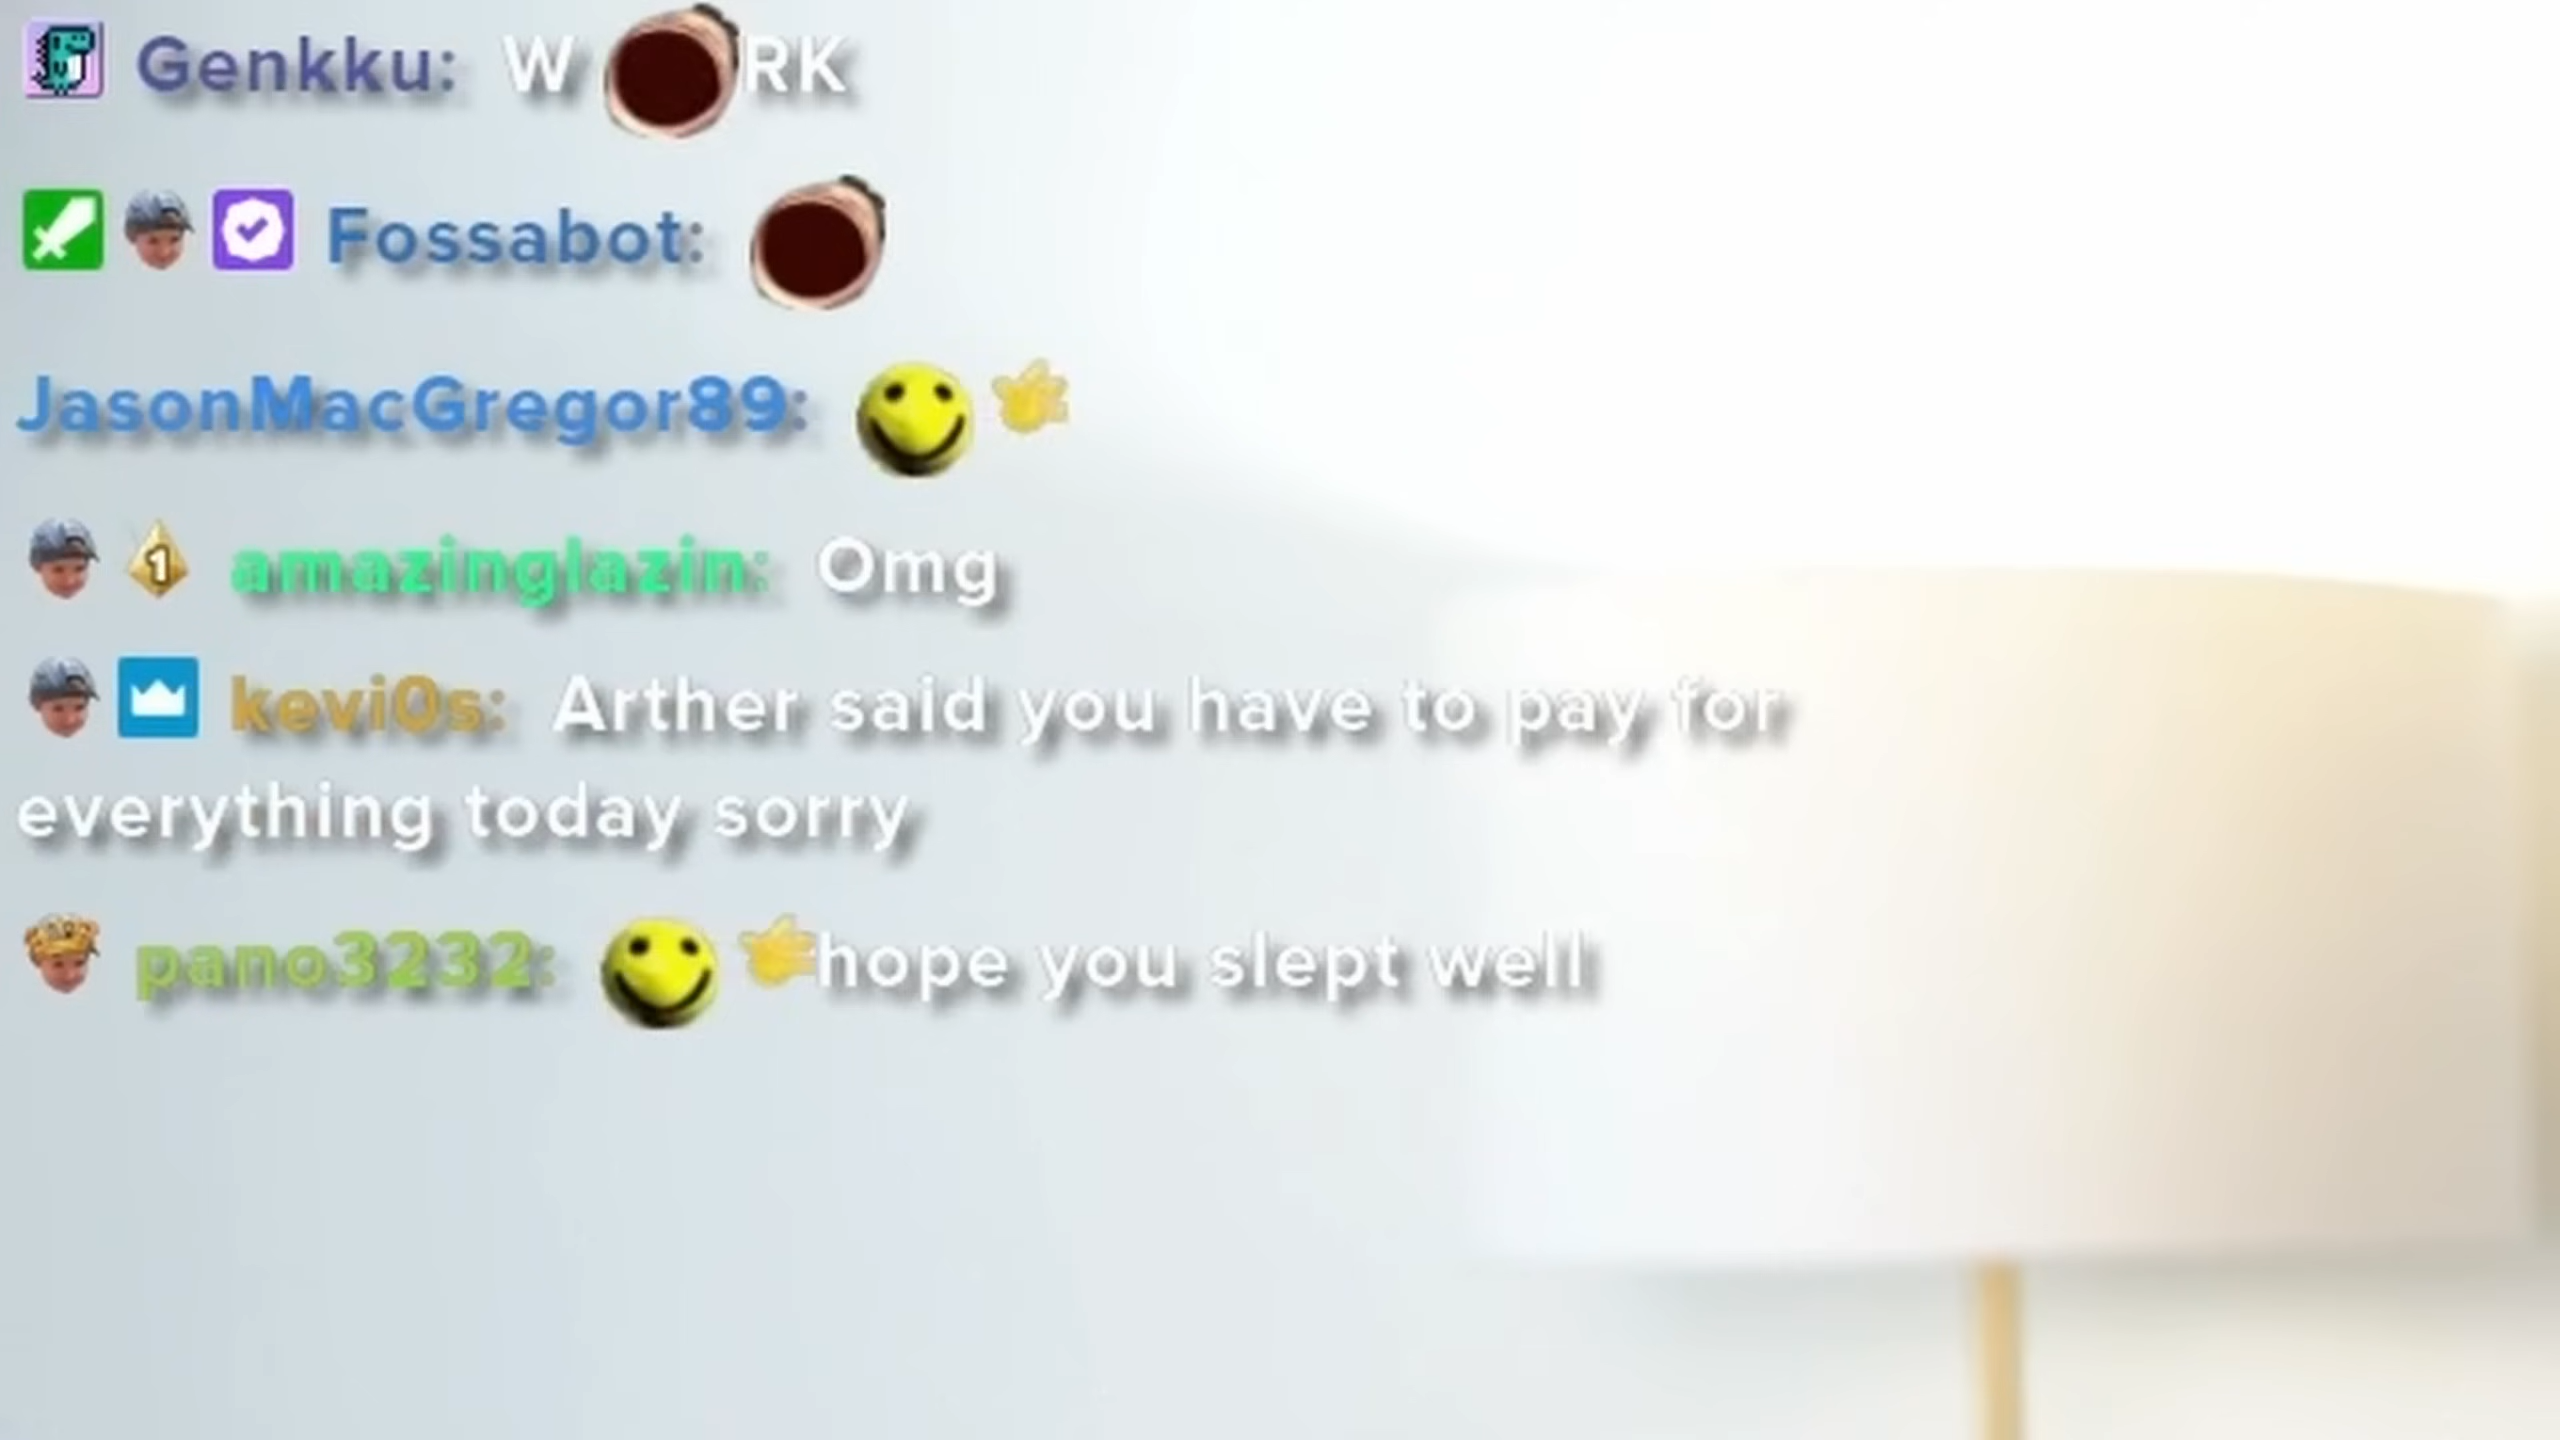 Genkku: W RK
Fossabot:
JasonMacGregor89:
1 amazinglazin: Omg
kevi0s: Arther said you have to pay for
everything today sorry
pano3232: hope you slept well